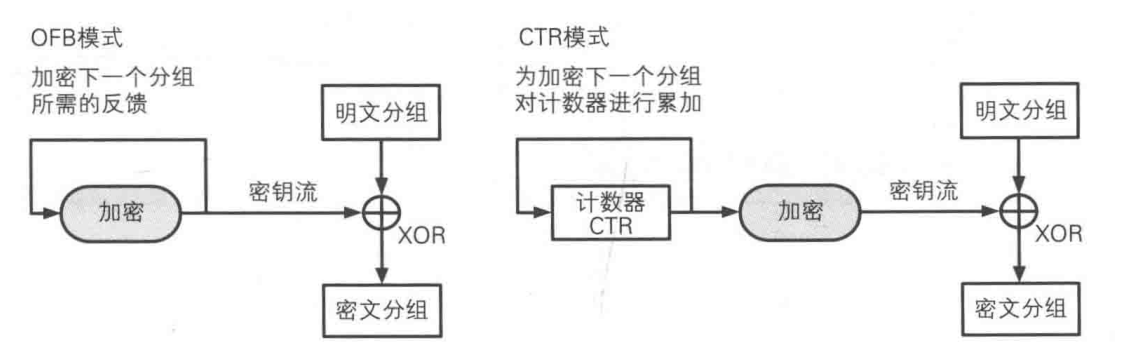 OFB模式
加密下一个分组
所需的反馈
明文分组
加密
密钥流
XOR
密文分组
CTR模式
为加密下一个分组
对计数器进行累加
明文分组
计数器
CTR
加密
密钥流
XOR
密文分组